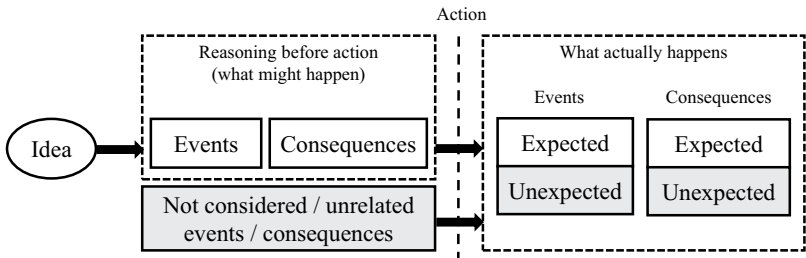 Action
Reasoning before action
(what might happen)
What actually happens
Events
Consequences
Idea
Events
Consequences
Expected
Expected
Unexpected
Unexpected
Not considered / unrelated
events / consequences